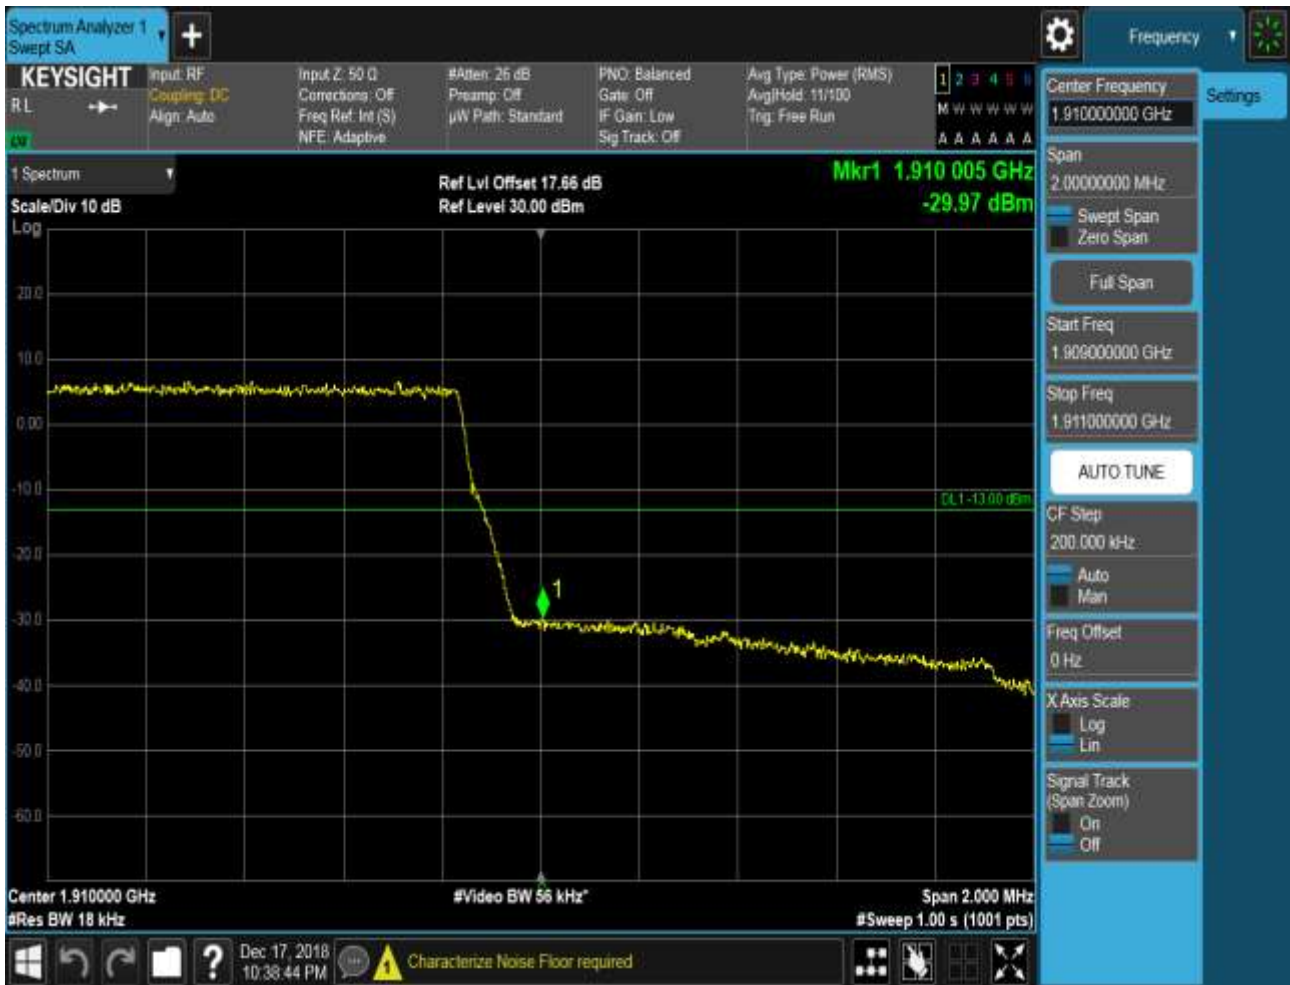 Spectrum Analyzer 1
Swept SA
+
Frequency
KEYSIGHT
RL
Input: RF
Coupling: DC
Align: Auto
Input Z: 50 Ω
Corrections: Off
Freq Ref: Int (S)
NFE: Adaptive
#Atten: 26 dB
Preamp: Off
µW Path: Standard
PNO: Balanced
Gate: Off
IF Gain: Low
Sig Track: Off
Avg Type: Power (RMS)
Avg|Hold: 11/100
Trig: Free Run
1 2 3 4 5 6
M W W W W W
A A A A A A
Center Frequency
1.910000000 GHz
Settings
Span
2.00000000 MHz
Swept Span
Zero Span
Full Span
Start Freq
1.909000000 GHz
Stop Freq
1.911000000 GHz
AUTO TUNE
CF Step
200.000 kHz
Auto
Man
Freq Offset
0 Hz
X Axis Scale
Log
Lin
Signal Track
(Span Zoom)
On
Off
1 Spectrum
Scale/Div 10 dB
Ref Lvl Offset 17.66 dB
Ref Level 30.00 dBm
Mkr1 1.910 005 GHz
-29.97 dBm
Log
20.0
10.0
0.00
-10.0
DL1 -13.00 dBm
-20.0
1
-30.0
-40.0
-50.0
-60.0
Center 1.910000 GHz
#Video BW 56 kHz*
Span 2.000 MHz
#Res BW 18 kHz
#Sweep 1.00 s (1001 pts)
?
Dec 17, 2018
10:38:44 PM
Characterize Noise Floor required